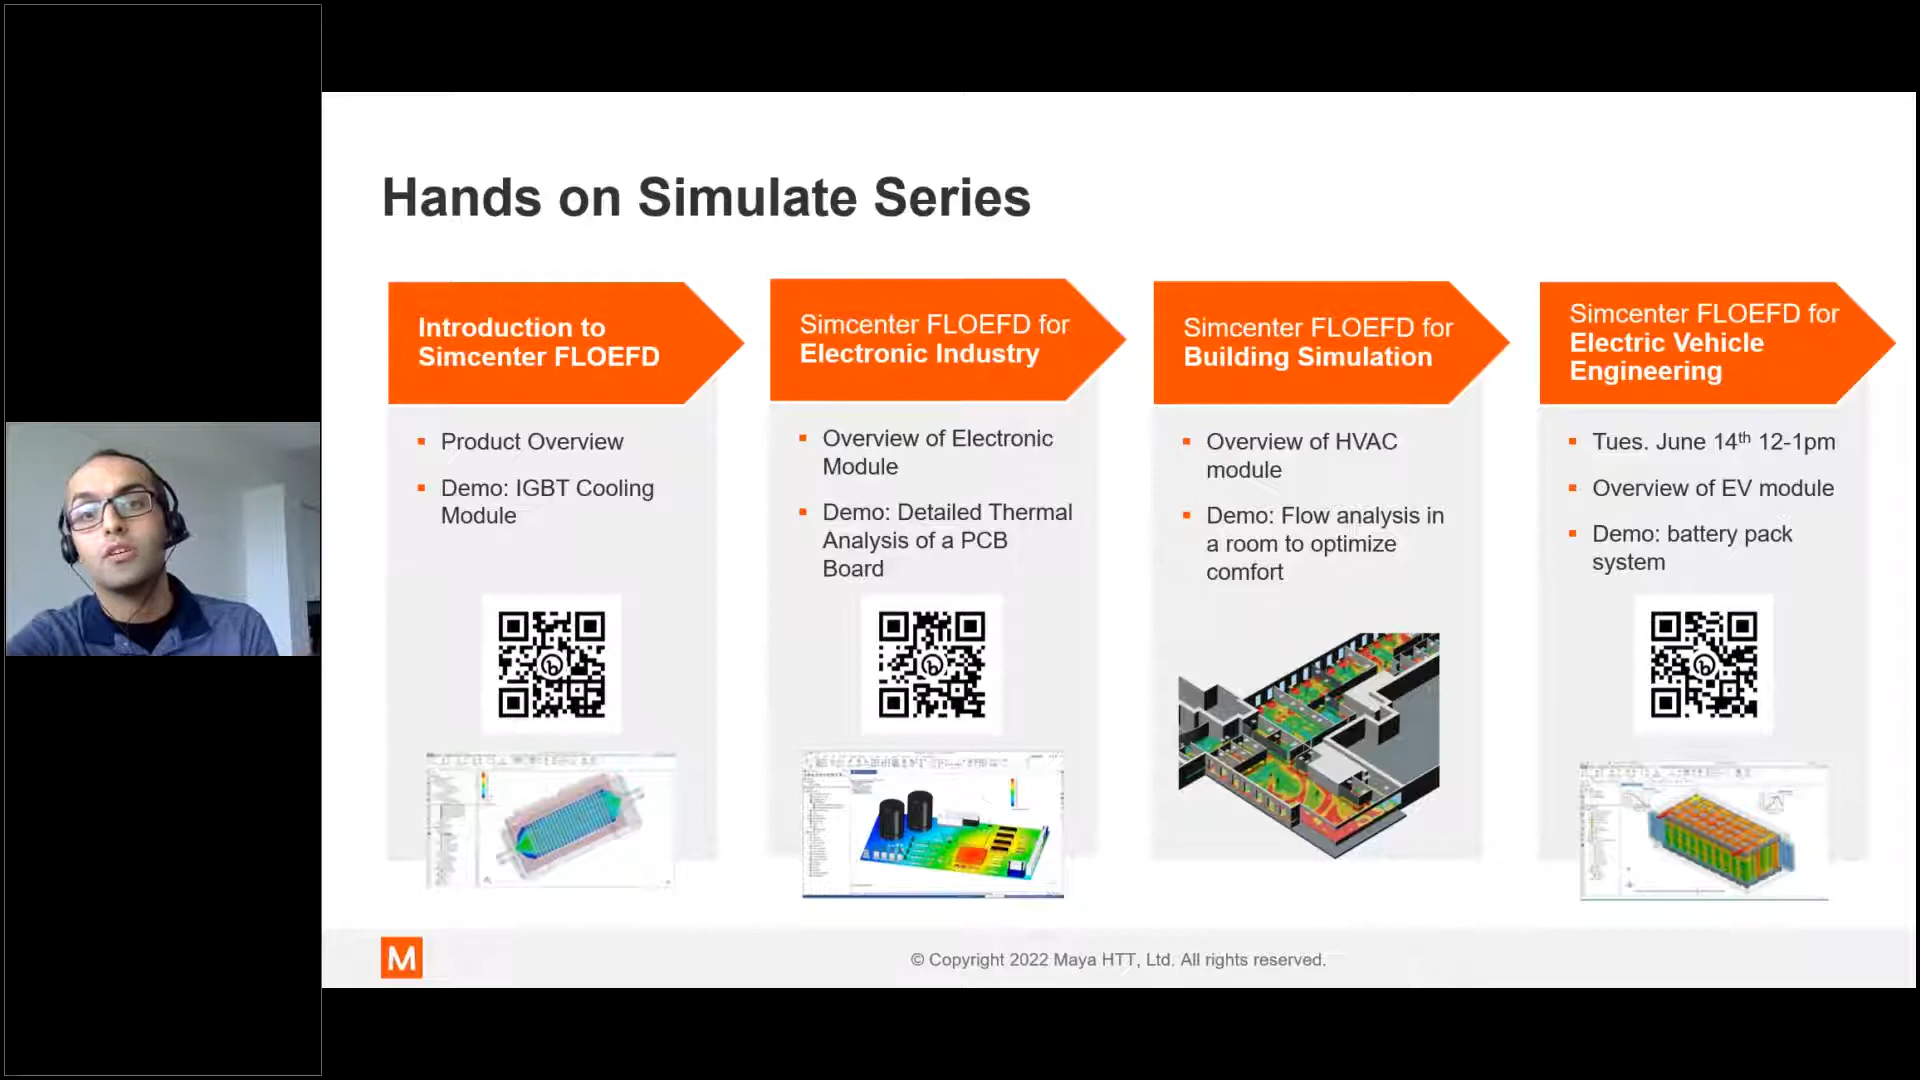 Hands on Simulate Series
Introduction to
Simcenter FLOEFD
▪ Product Overview
▪ Demo: IGBT Cooling
Module
Simcenter FLOEFD for
Electronic Industry
▪ Overview of Electronic
Module
▪ Demo: Detailed Thermal
Analysis of a PCB
Board
Simcenter FLOEFD for
Building Simulation
▪ Overview of HVAC
module
▪ Demo: Flow analysis in
a room to optimize
comfort
Simcenter FLOEFD for
Electric Vehicle
Engineering
▪ Tues. June 14th 12-1pm
▪ Overview of EV module
▪ Demo: battery pack
system
M
© Copyright 2022 Maya HTT, Ltd. All rights reserved.